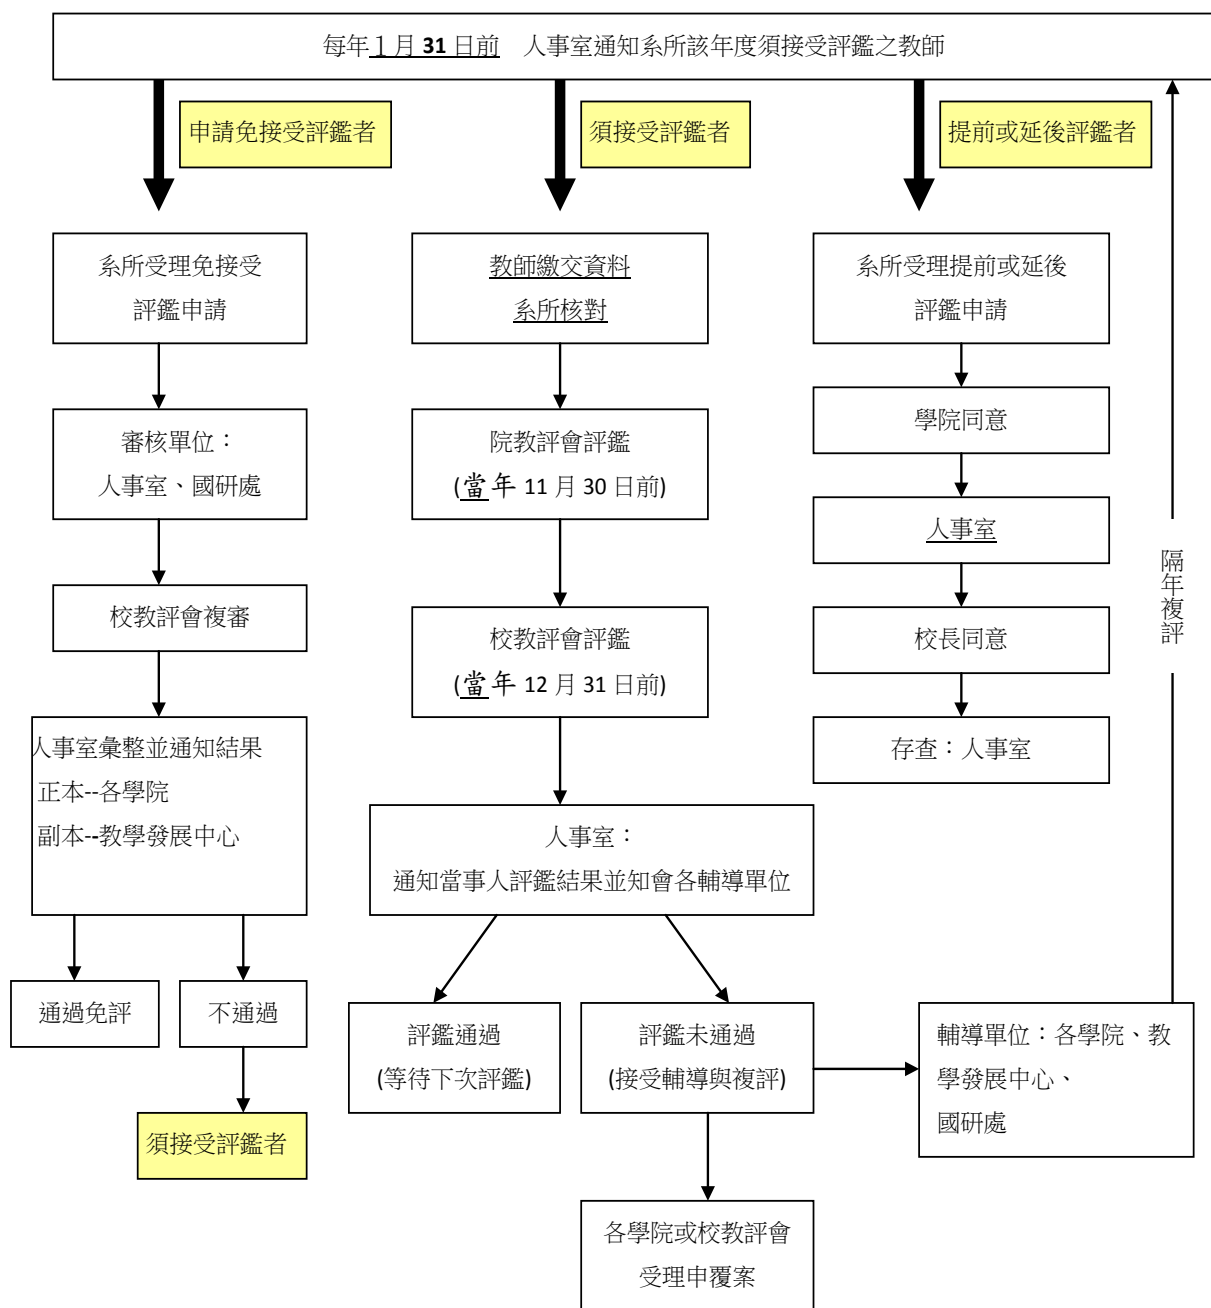 每年 1 月 31 日前　人事室通知系所該年度須接受評鑑之教師
申請免接受評鑑者
須接受評鑑者
提前或延後評鑑者
系所受理免接受
評鑑申請
教師繳交資料
系所核對
系所受理提前或延後
評鑑申請
審核單位：
人事室、國研處
院教評會評鑑
(當年 11 月 30 日前)
學院同意
人事室
隔年複評
校教評會複審
校教評會評鑑
(當年 12 月 31 日前)
校長同意
人事室彙整並通知結果
正本--各學院
副本--教學發展中心
存查：人事室
人事室：
通知當事人評鑑結果並知會各輔導單位
通過免評
不通過
評鑑通過
(等待下次評鑑)
評鑑未通過
(接受輔導與複評)
輔導單位：各學院、教
學發展中心、
國研處
須接受評鑑者
各學院或校教評會
受理申覆案